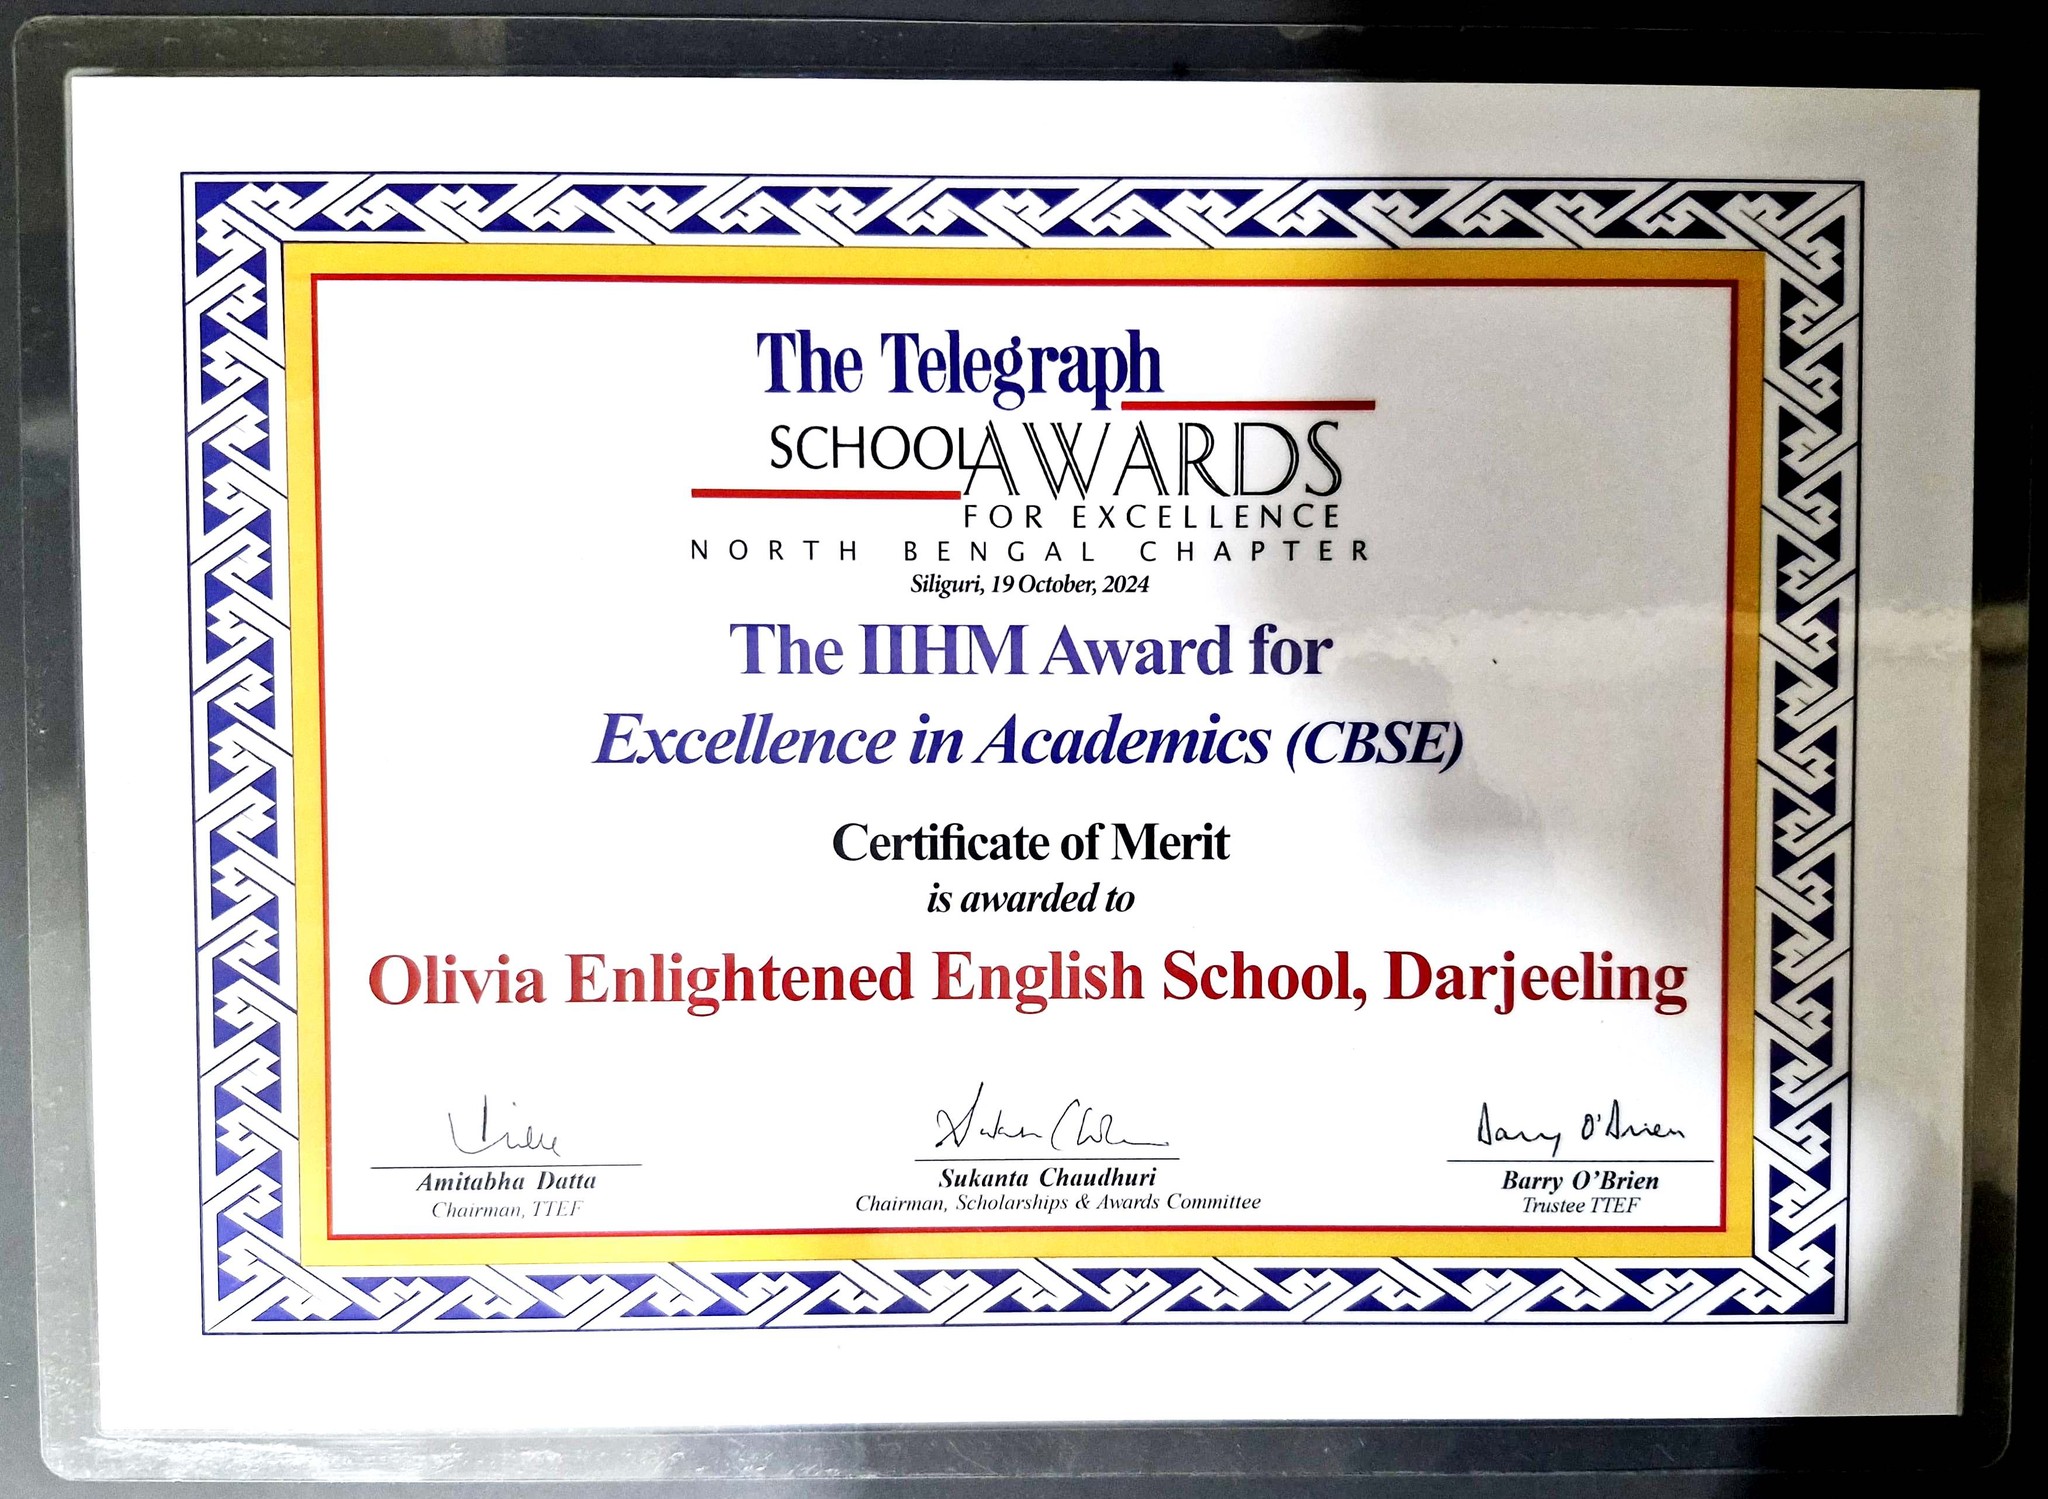 The Telegraph
SCHOOL AWARDS
FOR EXCELLENCE
NORTH BENGAL CHAPTER
Siliguri, 19 October, 2024
The IIHM Award for
Excellence in Academics (CBSE)
Certificate of Merit
is awarded to
Olivia Enlightened English School, Darjeeling
Sukanta Chaudhuri
Barry O'Brien
Amitabha Datta
Chairman, TTEF
Sukanta Chaudhuri
Chairman, Scholarships & Awards Committee
Barry O'Brien
Trustee TTEF